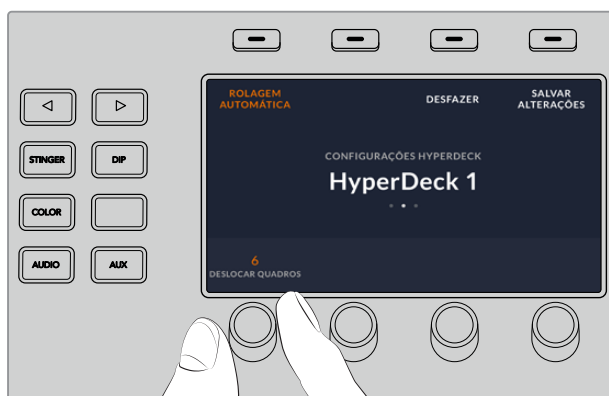 ROLAGEM
AUTOMÁTICA
DESFAZER
SALVAR
ALTERAÇÕES
CONFIGURAÇÕES HYPERDECK
HyperDeck 1
6
DESLOCAR QUADROS
STINGER
DIP
COLOR
AUDIO
AUX